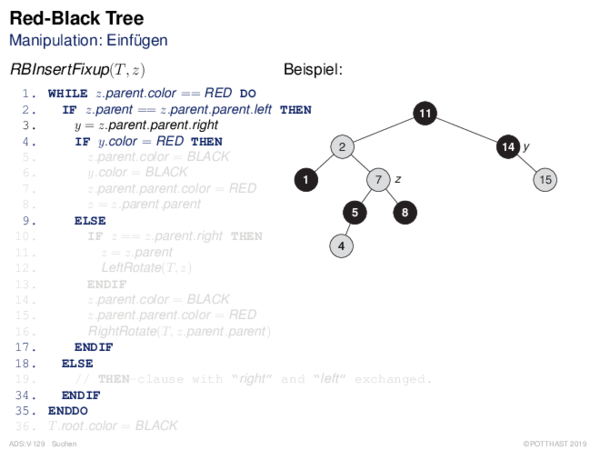 Red-Black Tree
Manipulation: Einfügen
RBInsertFixup(T, z)
Beispiel:
1. WHILE z.parent.color == RED DO
2. IF z.parent == z.parent.parent.left THEN
3. y = z.parent.parent.right
4. IF y.color = RED THEN
5. z.parent.color = BLACK
6. y.color = BLACK
7. z.parent.parent.color = RED
8. z = z.parent.parent
9. ELSE
10. IF z == z.parent.right THEN
11. z = z.parent
12. LeftRotate(T, z)
13. ENDIF
14. z.parent.color = BLACK
15. z.parent.parent.color = RED
16. RightRotate(T, z.parent.parent)
17. ENDIF
18. ELSE
19. // THEN-clause with "right" and "left" exchanged.
34. ENDIF
35. ENDDO
36. T.root.color = BLACK
11
2
14 y
1
7 z
15
5
8
4
ADS:V-129 Suchen
© POTTHAST 2019